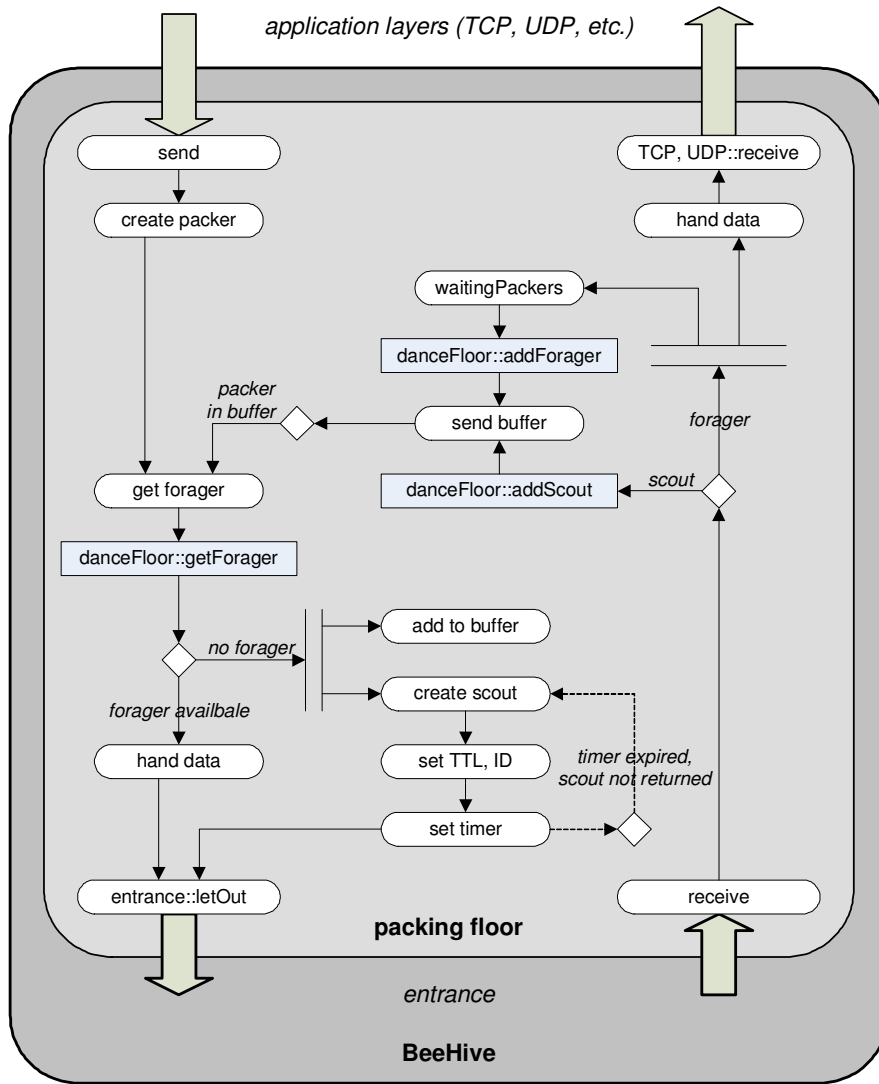 application layers (TCP, UDP, etc.)
send
TCP, UDP::receive
create packer
hand data
waitingPackers
danceFloor::addForager
packer
in buffer
send buffer
forager
get forager
danceFloor::addScout
scout
danceFloor::getForager
no forager
add to buffer
create scout
forager availbale
hand data
set TTL, ID
timer expired,
scout not returned
set timer
entrance::letOut
receive
packing floor
entrance
BeeHive